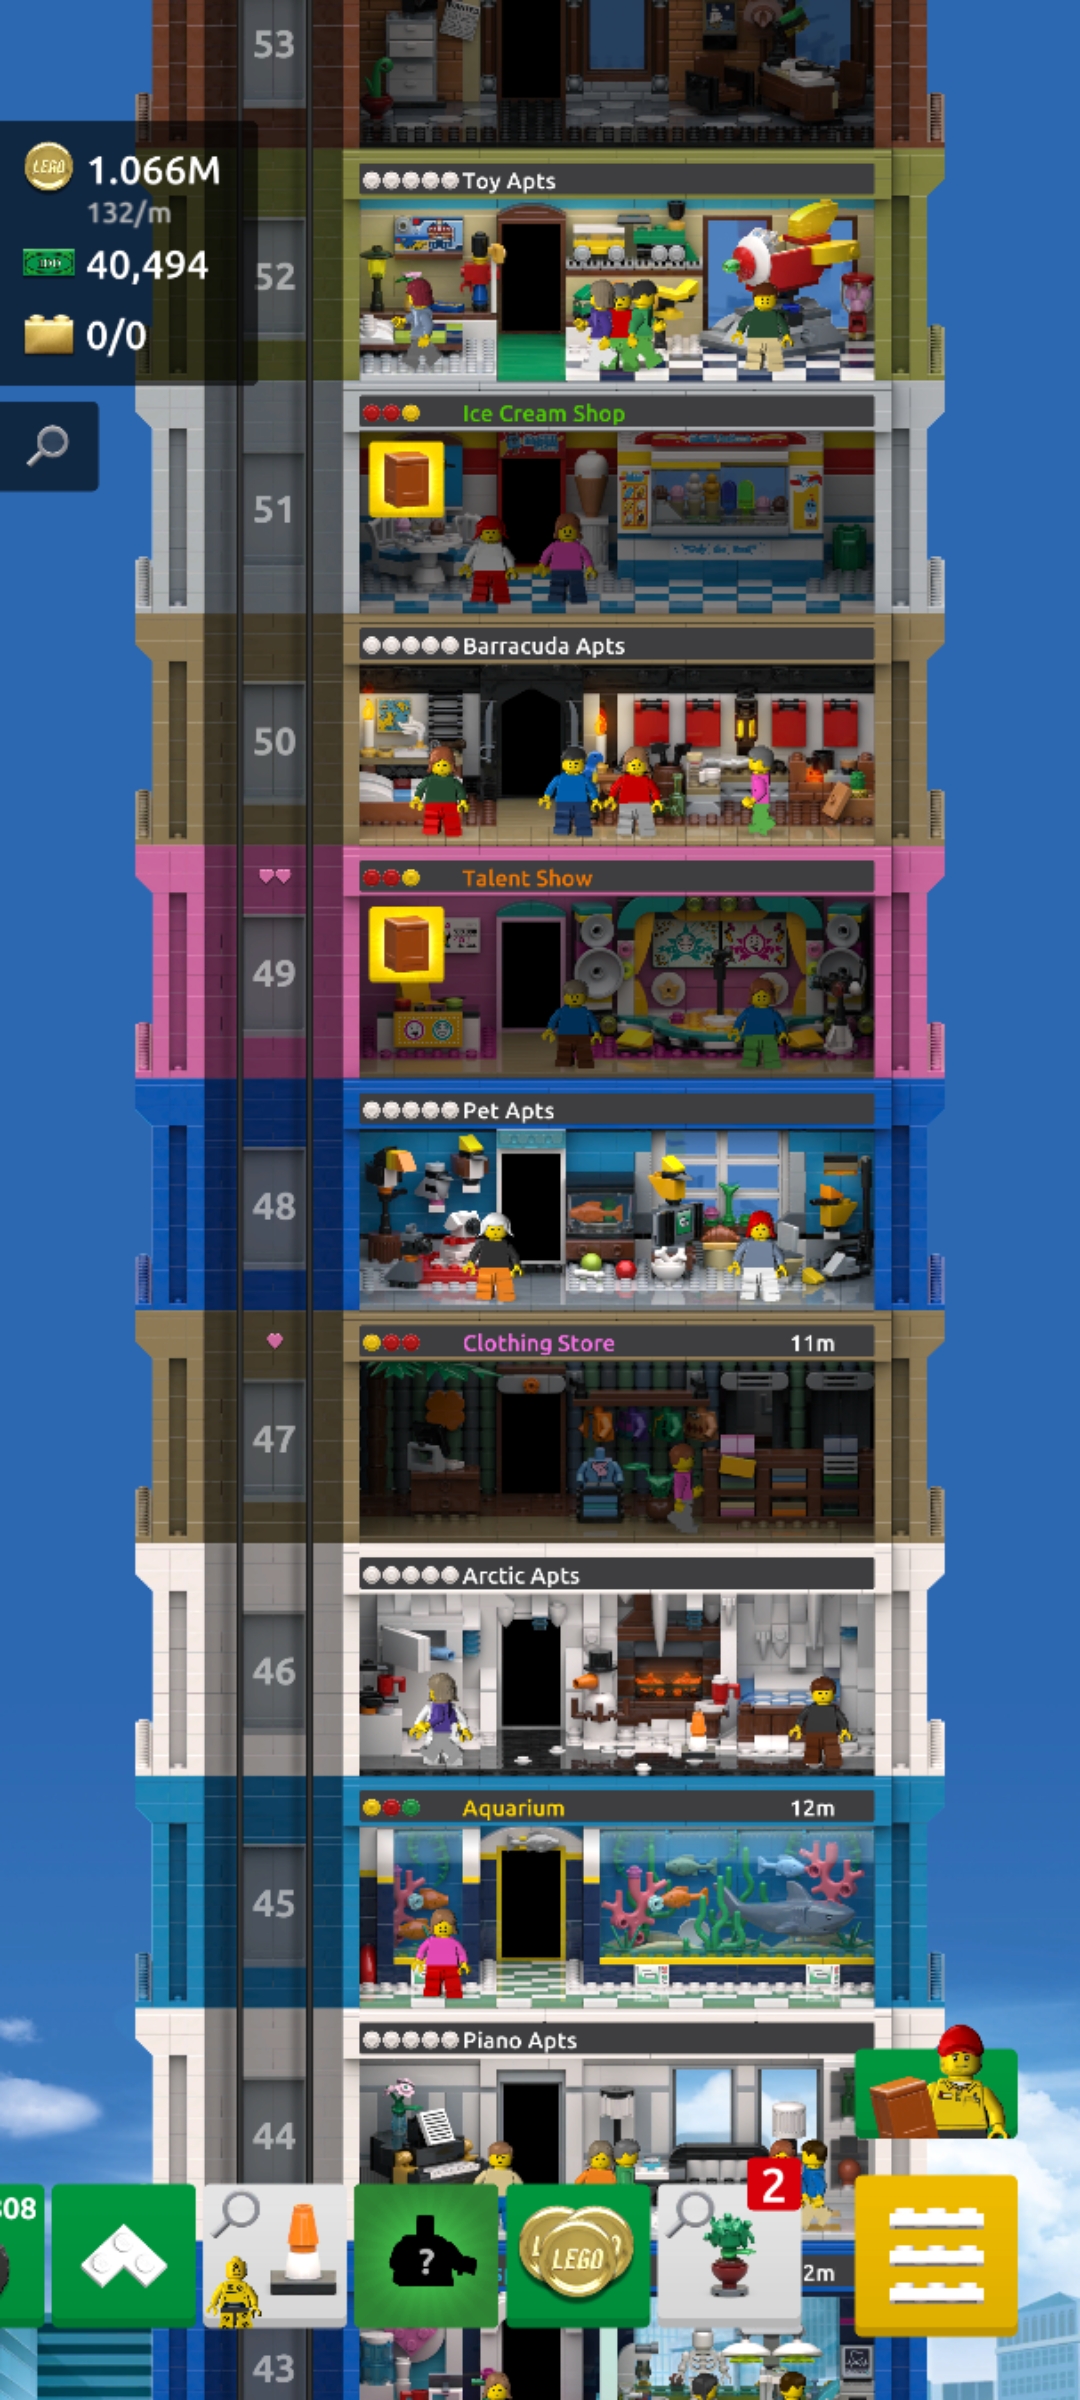 53
LEGO 1.066M
132/m
40,494
0/0
Toy Apts
52
Ice Cream Shop
51
Barracuda Apts
50
Talent Show
49
Pet Apts
48
Clothing Store 11m
47
Arctic Apts
46
Aquarium 12m
45
Piano Apts
44
2
08
?
LEGO
2m
43